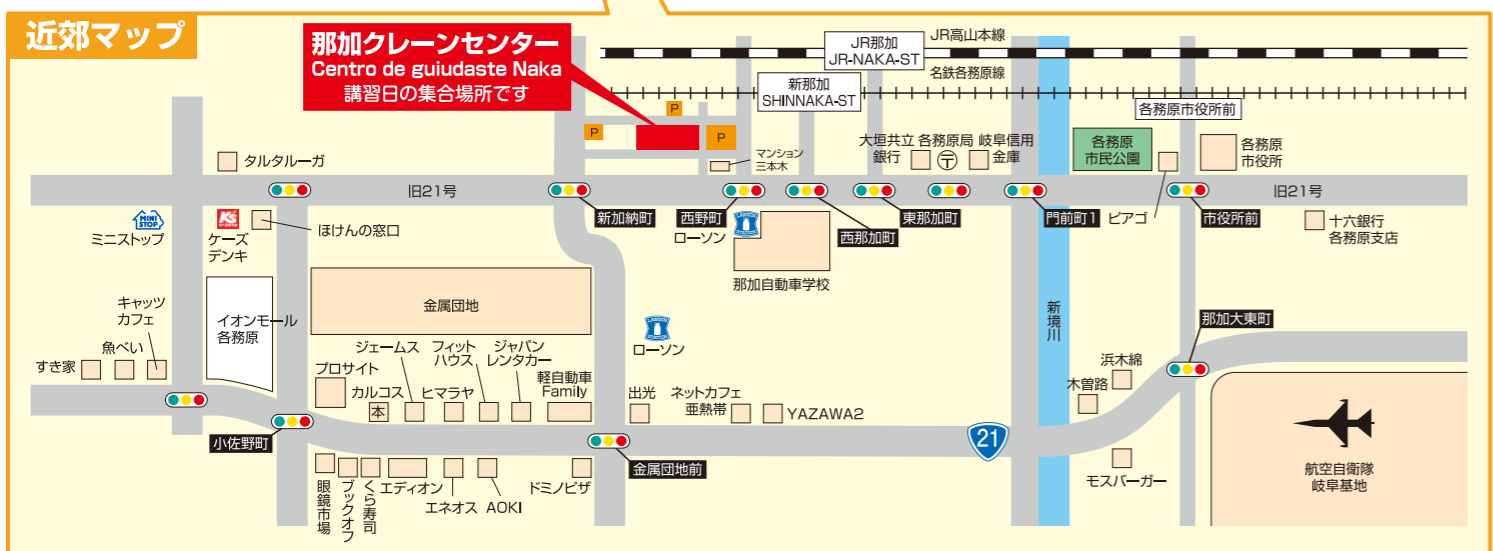 近郊マップ
那加クレーンセンター
Centro de guiudaste Naka
講習日の集合場所です
JR那加
JR-NAKA-ST
JR高山本線
新那加
SHINNAKA-ST
名鉄各務原線
各務原市役所前
P
P
P
マンション
三本木
大垣共立
銀行
各務原局
〒
岐阜信用
金庫
各務原
市民公園
各務原
市役所
タルタルーガ
旧21号
旧21号
MINI
STOP
ミニストップ
K's
ケーズ
デンキ
ほけんの窓口
新加納町
西野町
ローソン
西那加町
東那加町
門前町1
ピアゴ
市役所前
十六銀行
各務原支店
那加自動車学校
イオンモール
各務原
金属団地
新境川
那加大東町
キャッツ
カフェ
魚べい
すき家
プロサイト
ジェームス
フィット
ハウス
ジャパン
レンタカー
カルコス
本
ヒマラヤ
軽自動車
Family
ローソン
出光
ネットカフェ
亜熱帯
YAZAWA2
浜木綿
木曽路
小佐野町
金属団地前
21
眼鏡市場
ブックオフ
くら寿司
エディオン
エネオス
AOKI
ドミノピザ
モスバーガー
航空自衛隊
岐阜基地